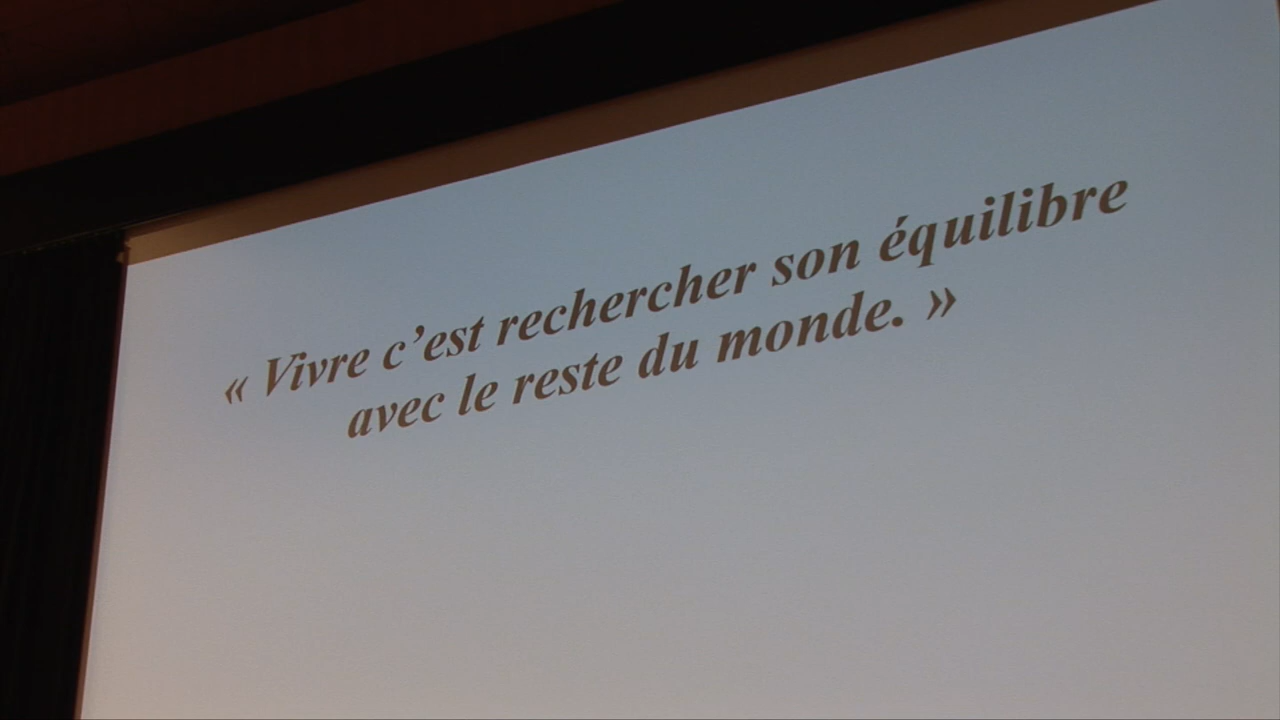 « Vivre c’est rechercher son équilibre
avec le reste du monde. »